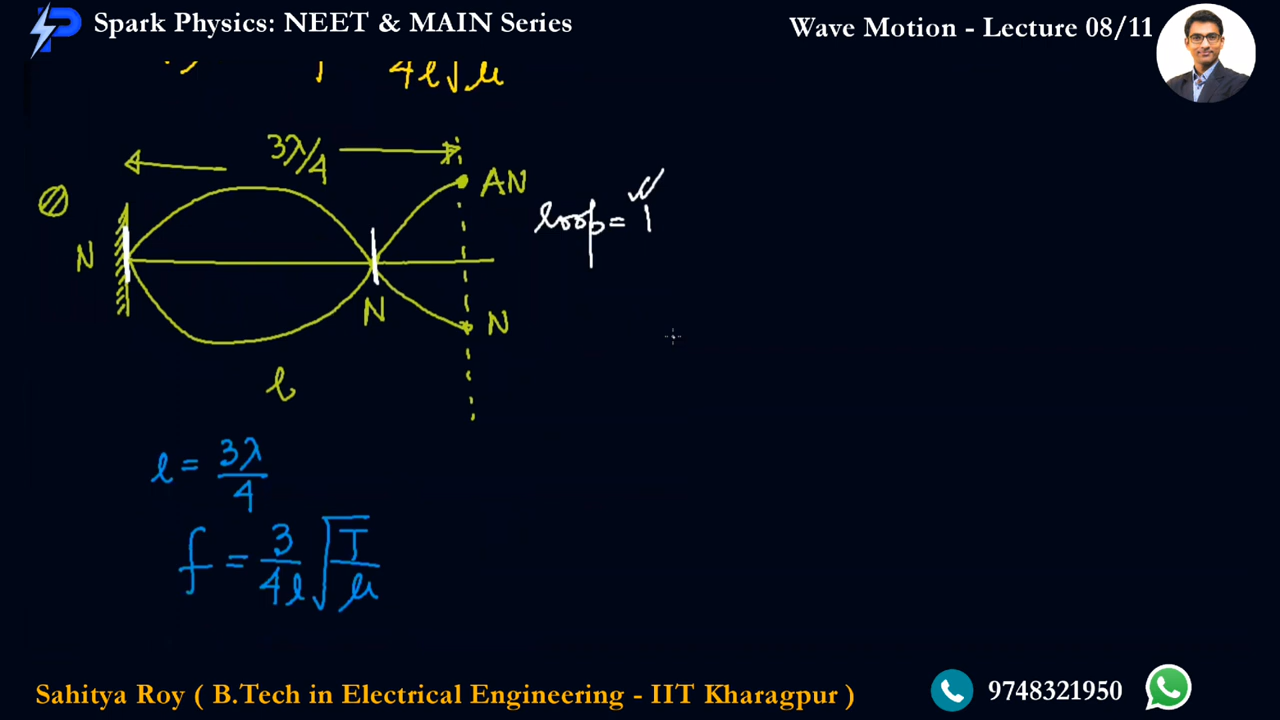 Spark Physics: NEET & MAIN Series
Wave Motion - Lecture 08/11
4l√μ
3λ/4
AN
loop = 1
N
N
N
l
l = 3λ/4
f = 3/4l √T/μ
Sahitya Roy ( B.Tech in Electrical Engineering - IIT Kharagpur )
9748321950